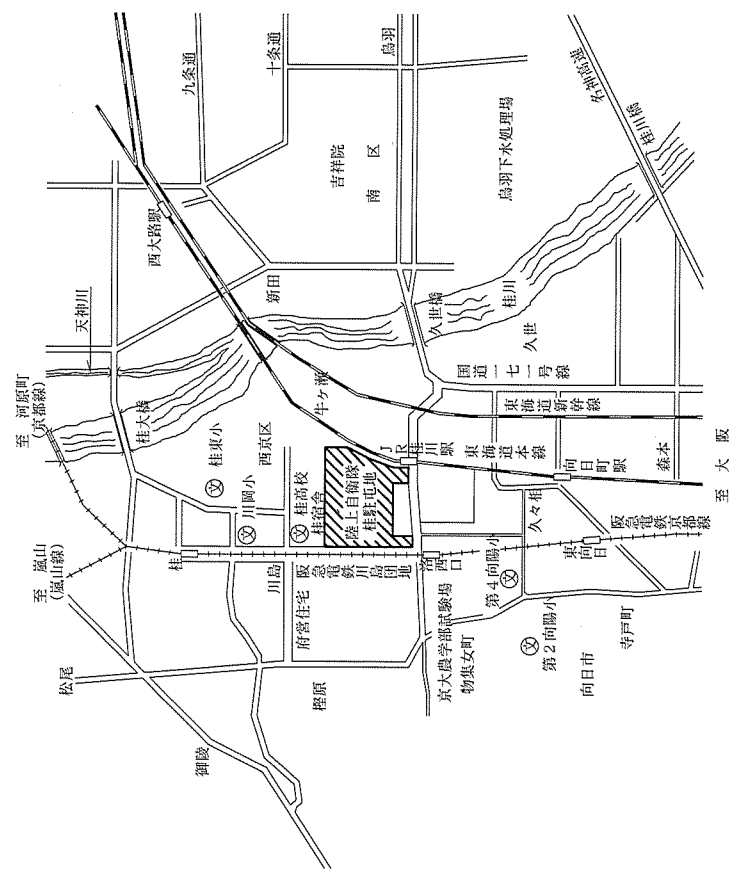 九条通
十条通
鳥羽
名神高速
桂川橋
吉祥院
南区
鳥羽下水処理場
西大路駅
天神川
新田
久世橋
桂川
久世
国道一七一号線
至 河原町
(京都線)
桂大橋
牛ヶ瀬
東海道新幹線
JR桂川駅
東海道本線
向日町駅
森本
至 大阪
桂東小
西京区
川岡小
文
文
文
桂高校
桂宿舎
陸上自衛隊
桂駐屯地
久々相
阪急電鉄京都線
東向日
至 嵐山
(嵐山線)
桂
川島
阪急電鉄川島団地
洛西口
第4向陽小
文
府営住宅
京大農学部試験場
物集女町
文
第2向陽小
向日市
寺戸町
松尾
樫原
御陵